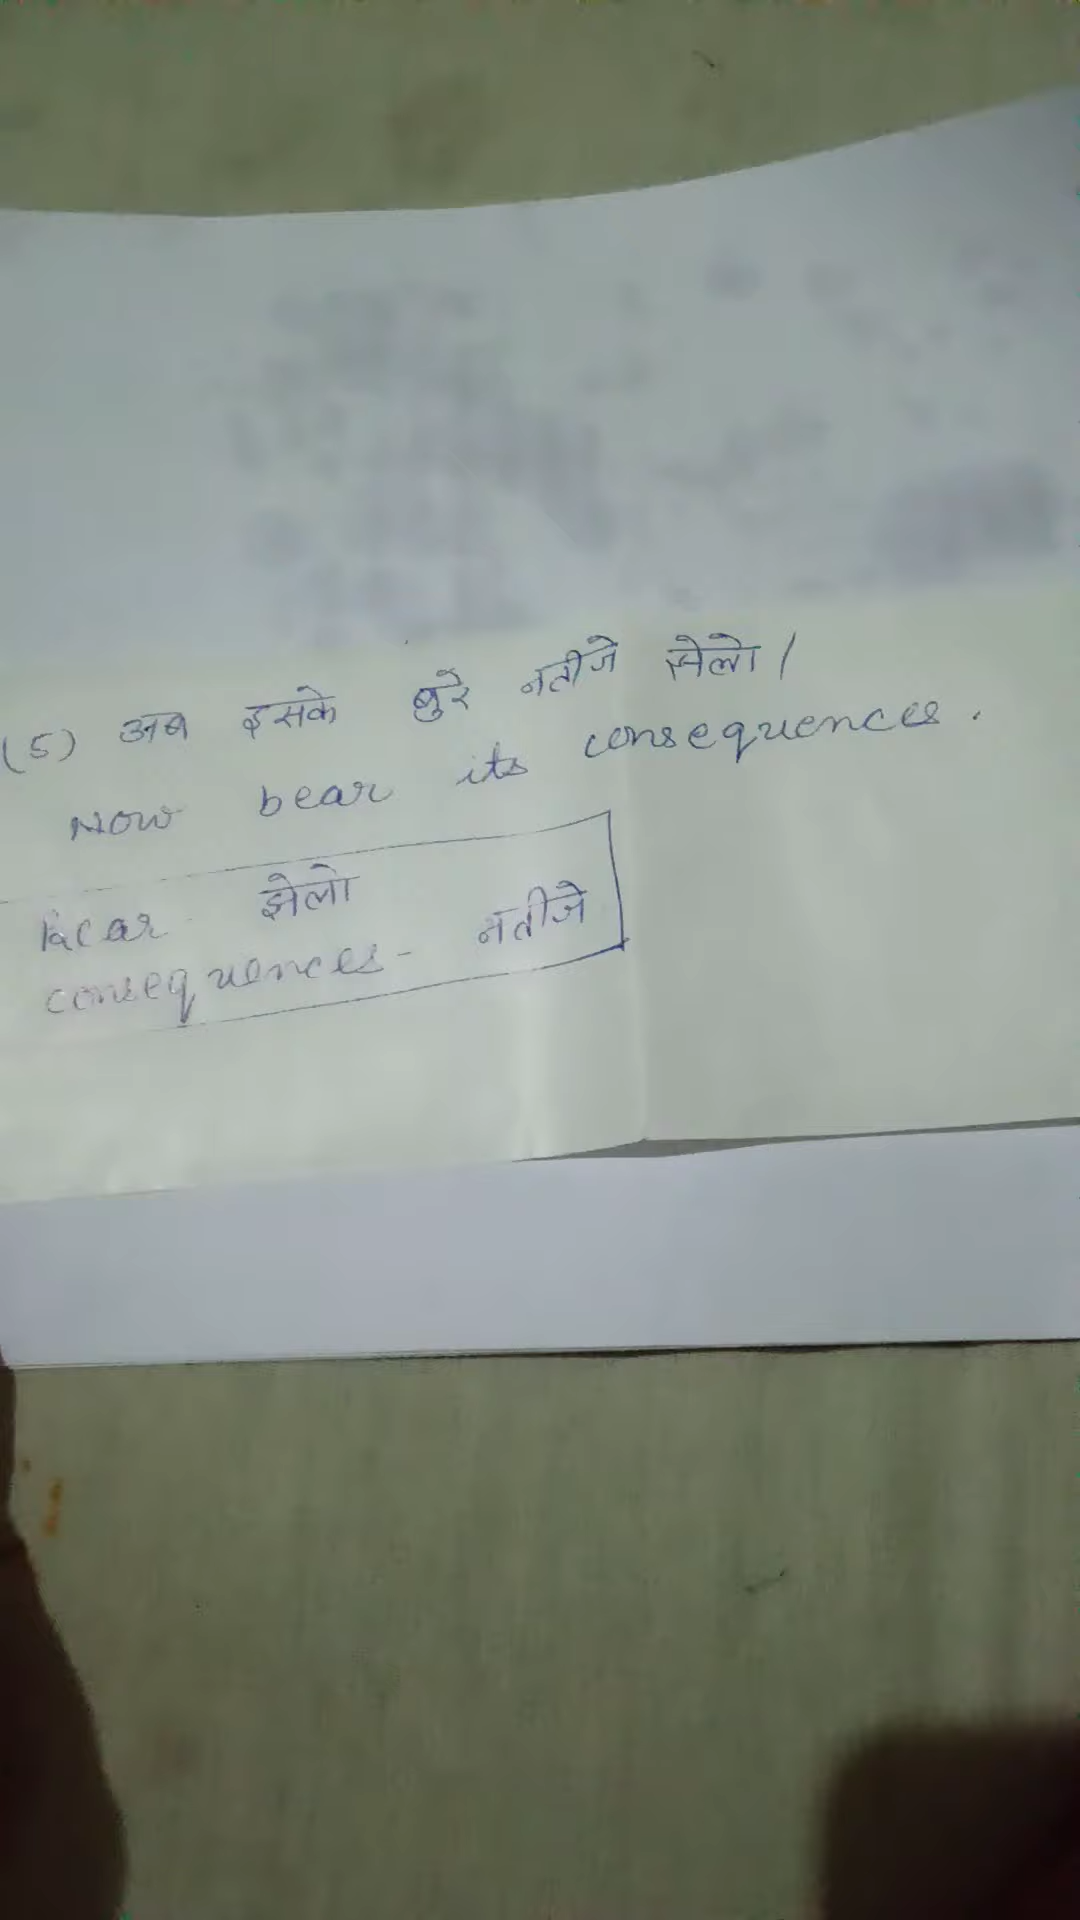 (5) अब इसके बुरे नतीजे झेलो।
Now bear its consequences.
Bear झेलो
consequences - नतीजे